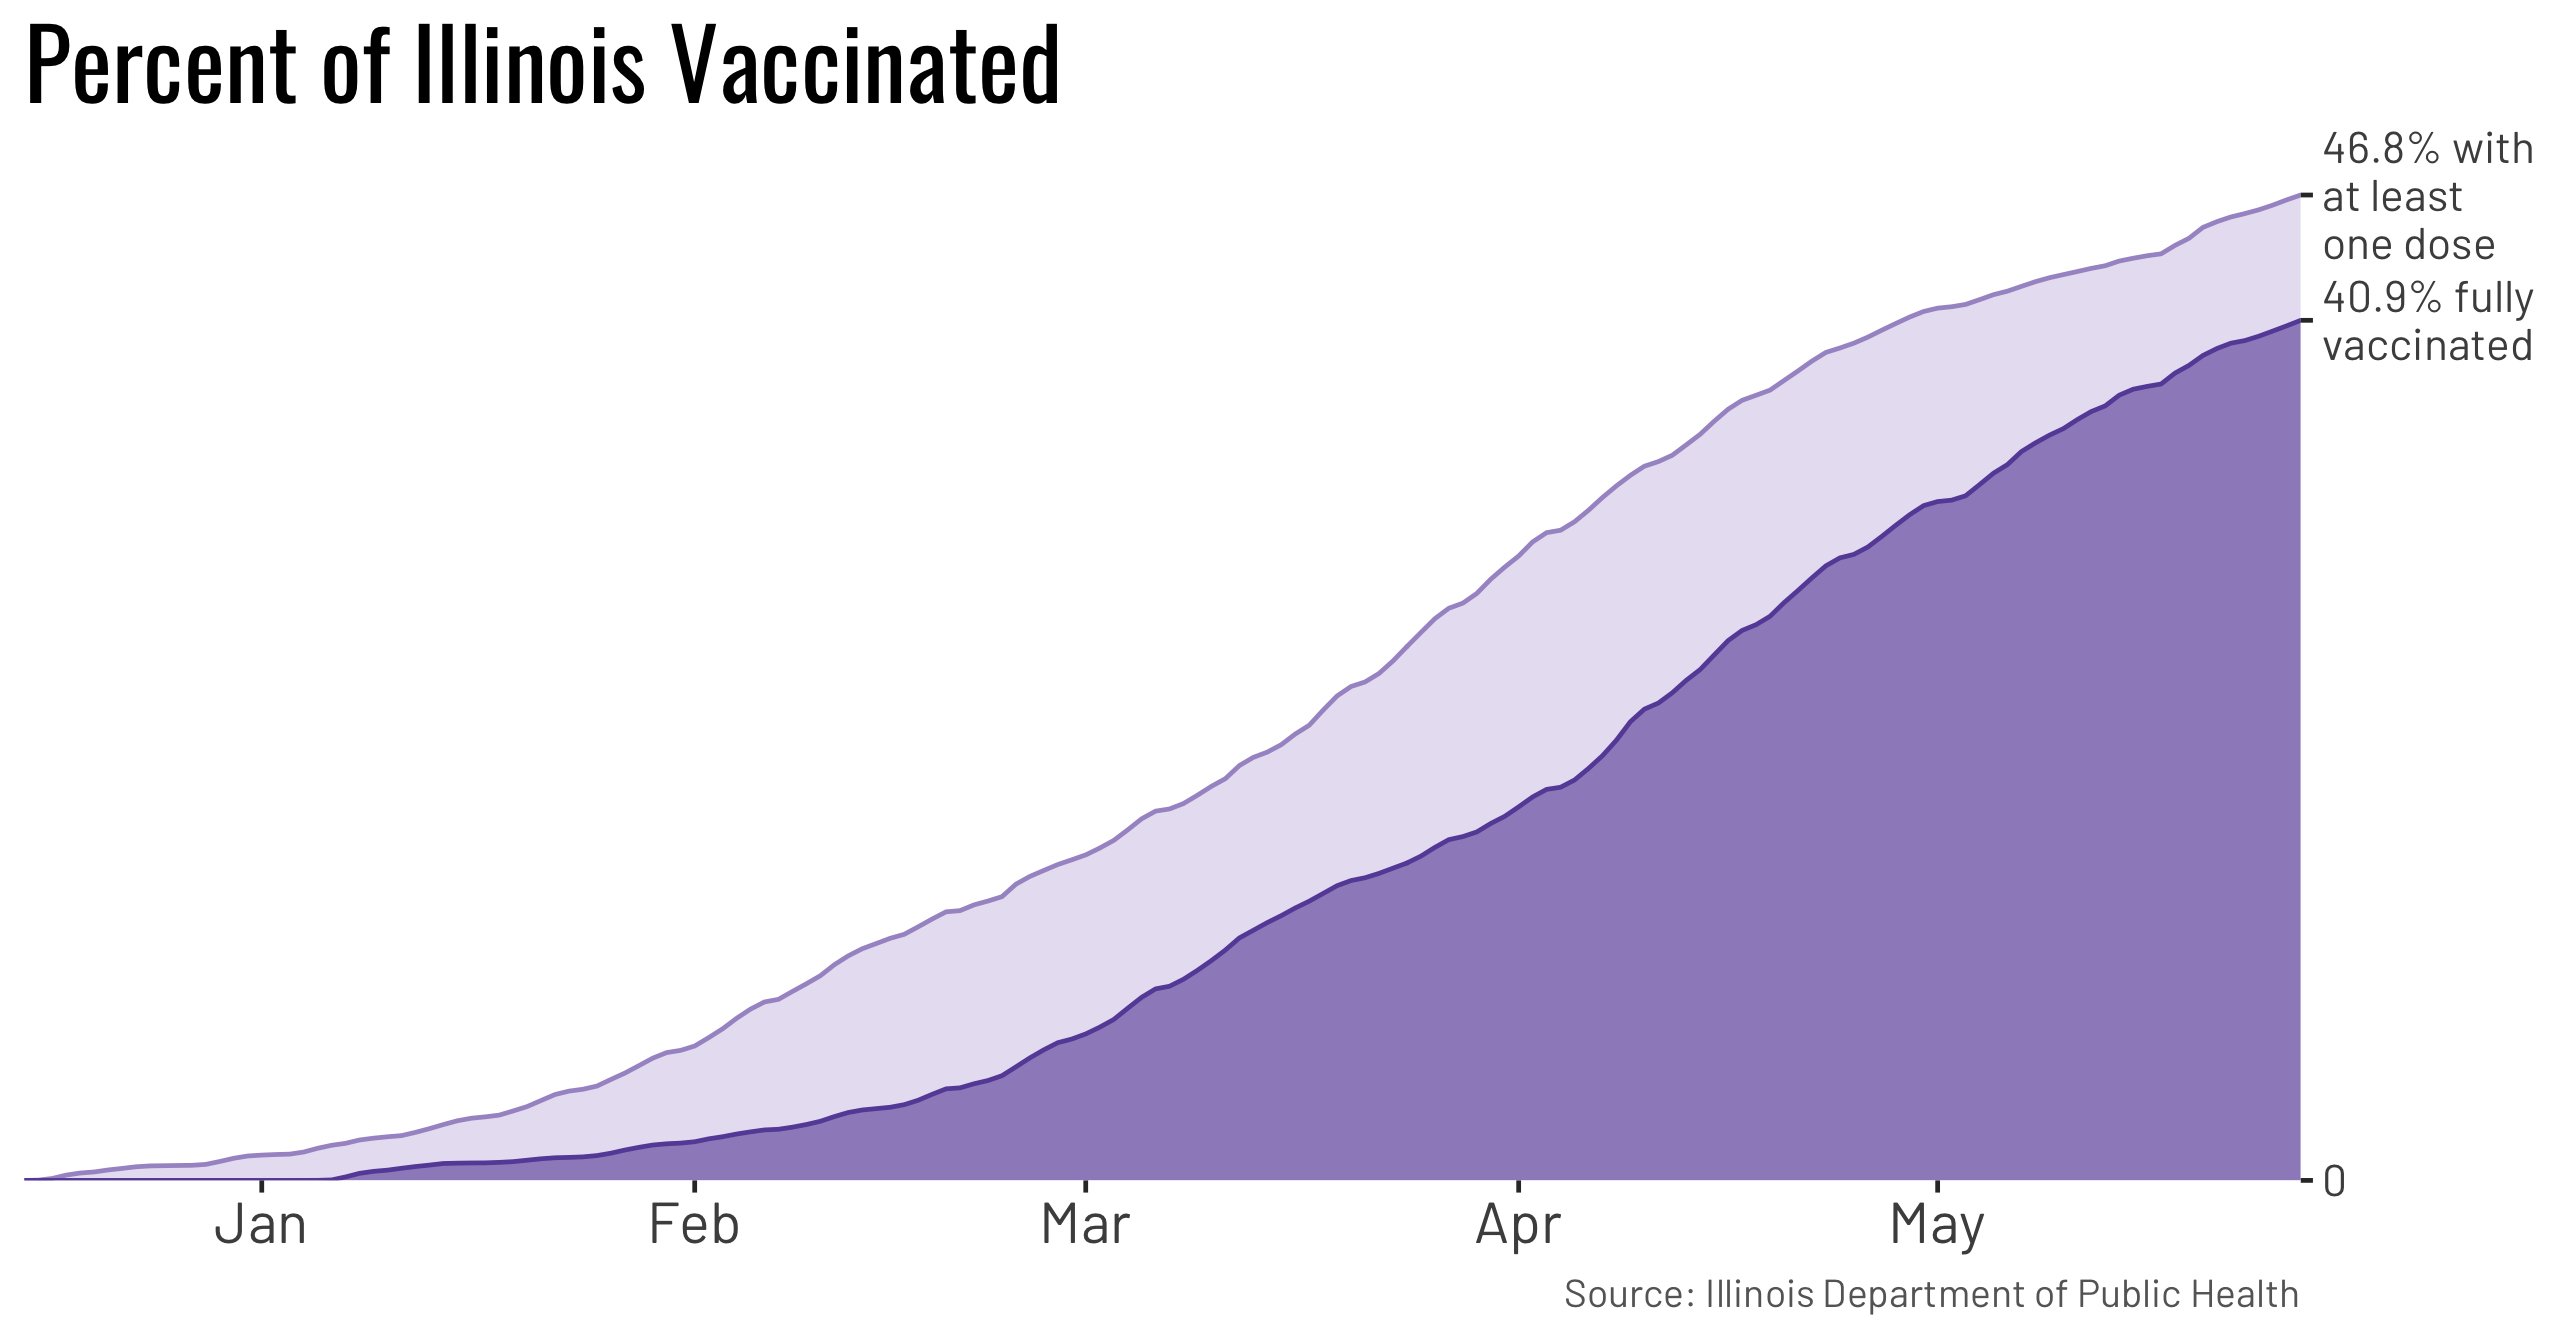 Percent of Illinois Vaccinated
46.8% with
at least
one dose
40.9% fully
vaccinated
0
Jan Feb Mar Apr May
Source: Illinois Department of Public Health